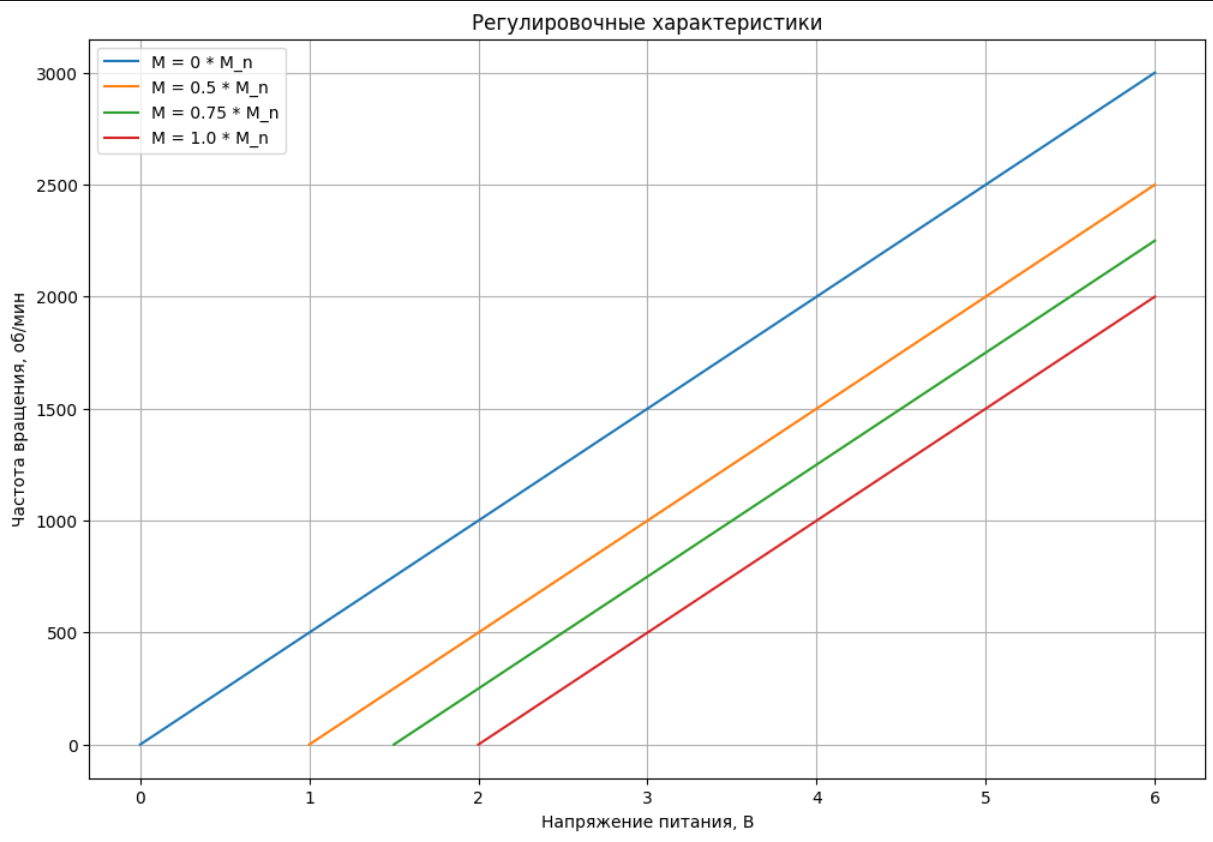 Регулировочные характеристики
M = 0 * M_n
M = 0.5 * M_n
M = 0.75 * M_n
M = 1.0 * M_n
Частота вращения, об/мин
3000
2500
2000
1500
1000
500
0
0 1 2 3 4 5 6
Напряжение питания, В